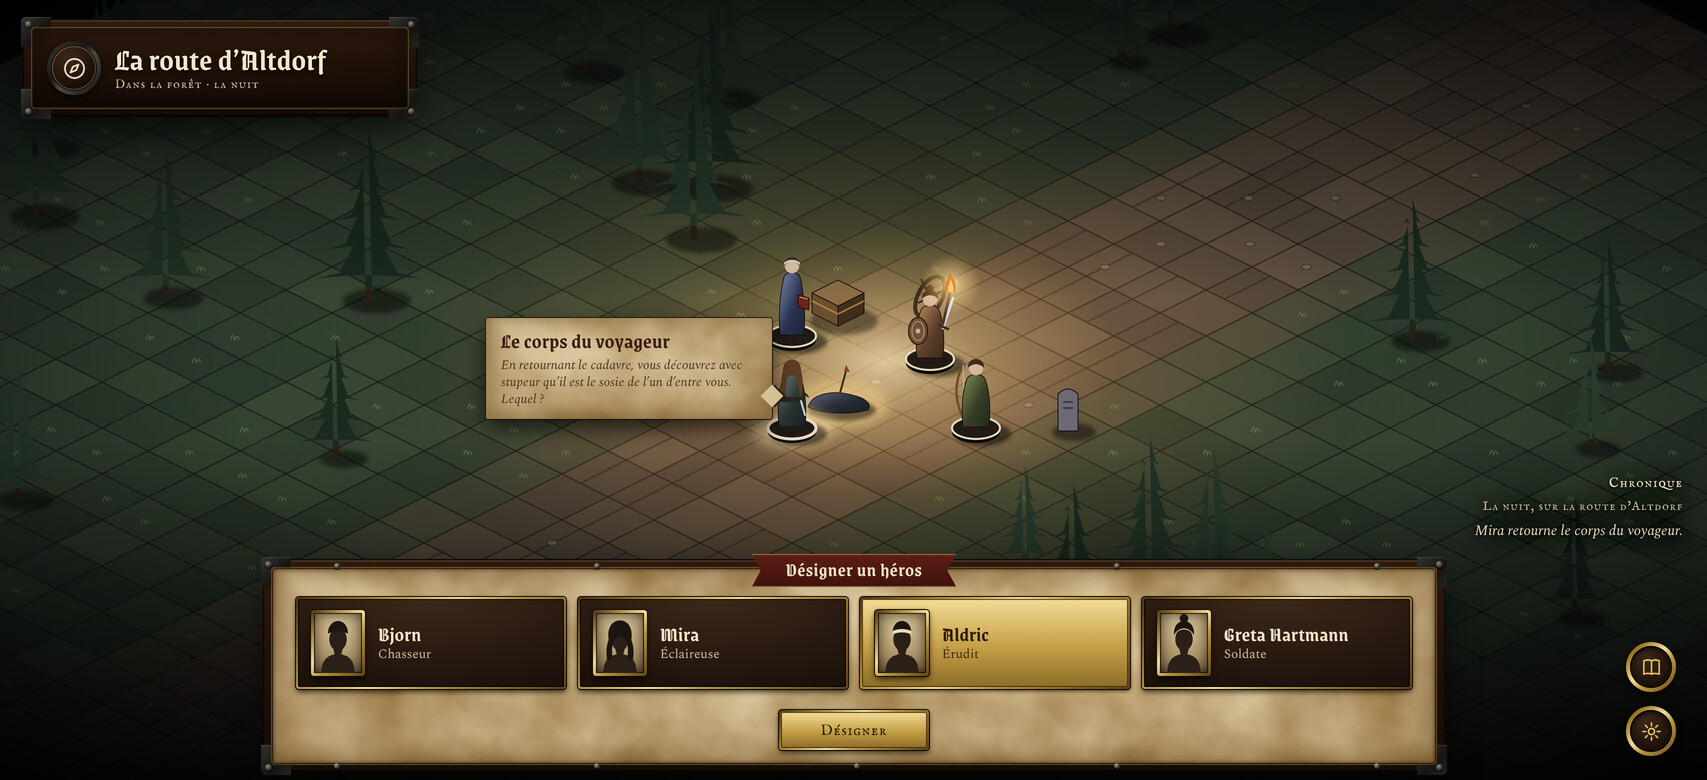 La route d’Altdorf
Dans la forêt · la nuit
Le corps du voyageur
En retournant le cadavre, vous découvrez avec
stupeur qu’il est le sosie de l’un d’entre vous.
Lequel ?
Chronique
La nuit, sur la route d’Altdorf
Mira retourne le corps du voyageur.
Désigner un héros
Bjorn
Chasseur
Mira
Éclaireuse
Aldric
Érudit
Greta Hartmann
Soldate
Désigner